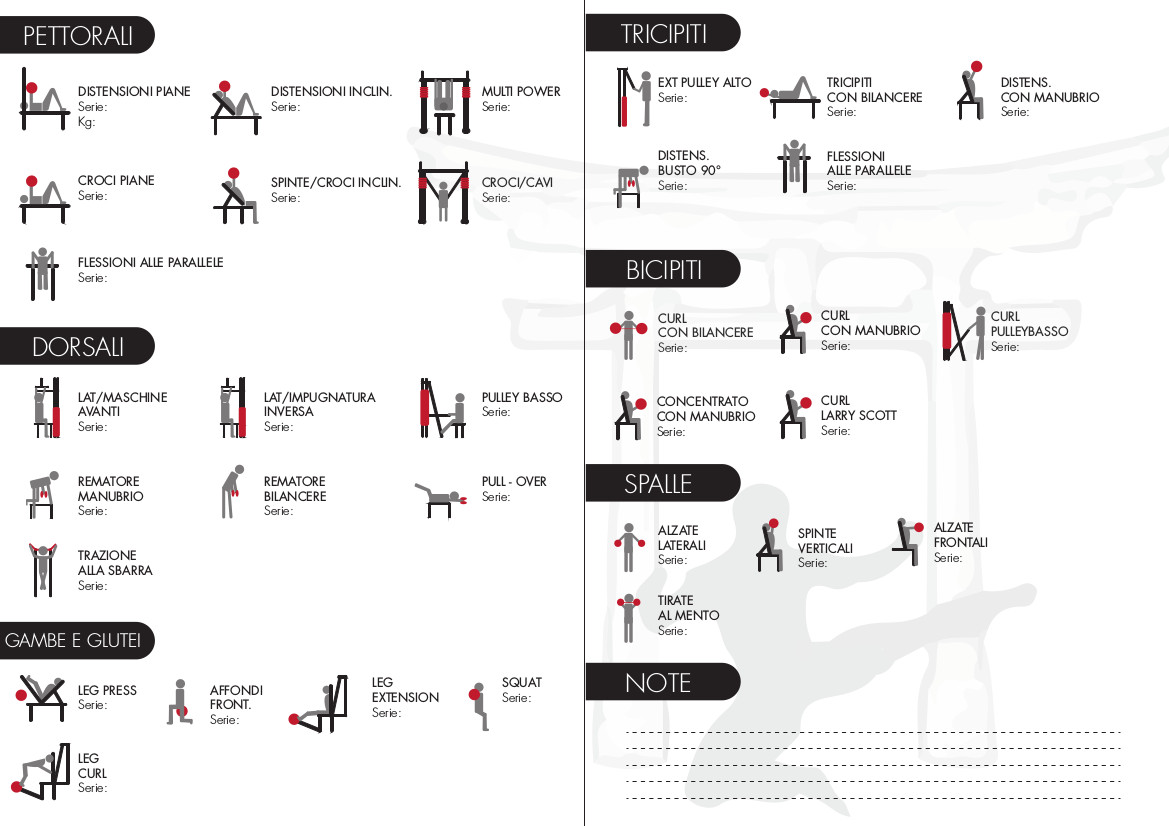 PETTORALI
DISTENSIONI PIANE
Serie:
Kg:
DISTENSIONI INCLIN.
Serie:
MULTI POWER
Serie:
CROCI PIANE
Serie:
SPINTE/CROCI INCLIN.
Serie:
CROCI/CAVI
Serie:
FLESSIONI ALLE PARALLELE
Serie:
DORSALI
LAT/MASCHINE
AVANTI
Serie:
LAT/IMPUGNATURA
INVERSA
Serie:
PULLEY BASSO
Serie:
REMATORE
MANUBRIO
Serie:
REMATORE
BILANCERE
Serie:
PULL - OVER
Serie:
TRAZIONE
ALLA SBARRA
Serie:
GAMBE E GLUTEI
LEG PRESS
Serie:
AFFONDI
FRONT.
Serie:
LEG
EXTENSION
Serie:
SQUAT
Serie:
LEG
CURL
Serie:
TRICIPITI
EXT PULLEY ALTO
Serie:
TRICIPITI
CON BILANCERE
Serie:
DISTENS.
CON MANUBRIO
Serie:
DISTENS.
BUSTO 90°
Serie:
FLESSIONI
ALLE PARALLELE
Serie:
BICIPITI
CURL
CON BILANCERE
Serie:
CURL
CON MANUBRIO
Serie:
CURL
PULLEYBASSO
Serie:
CONCENTRATO
CON MANUBRIO
Serie:
CURL
LARRY SCOTT
Serie:
SPALLE
ALZATE
LATERALI
Serie:
SPINTE
VERTICALI
Serie:
ALZATE
FRONTALI
Serie:
TIRATE
AL MENTO
Serie:
NOTE